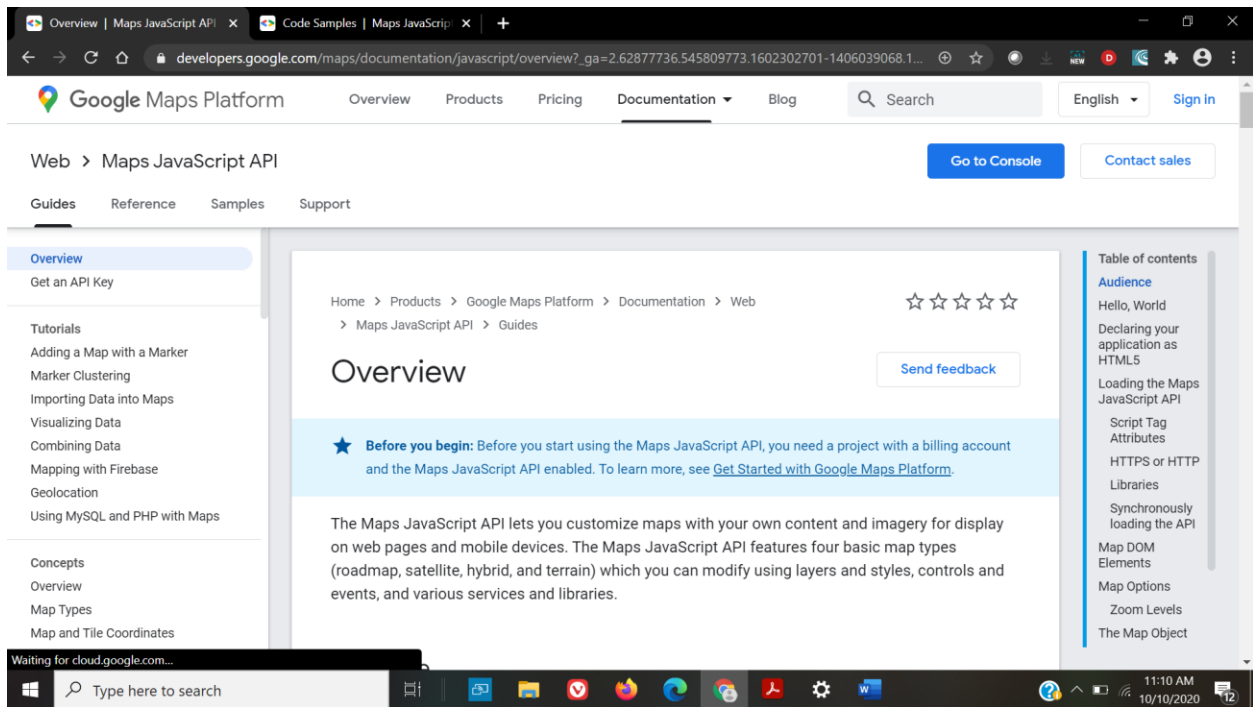 Overview | Maps JavaScript API
Code Samples | Maps JavaScrip
developers.google.com/maps/documentation/javascript/overview?_ga=2.62877736.545809773.1602302701-1406039068.1...
NEW
Google Maps Platform
Overview
Products
Pricing
Documentation
Blog
Search
English
Sign in
Web > Maps JavaScript API
Go to Console
Contact sales
Guides
Reference
Samples
Support
Overview
Get an API Key
Tutorials
Adding a Map with a Marker
Marker Clustering
Importing Data into Maps
Visualizing Data
Combining Data
Mapping with Firebase
Geolocation
Using MySQL and PHP with Maps
Concepts
Overview
Map Types
Map and Tile Coordinates
Home > Products > Google Maps Platform > Documentation > Web
> Maps JavaScript API > Guides
Overview
Send feedback
Before you begin: Before you start using the Maps JavaScript API, you need a project with a billing account
and the Maps JavaScript API enabled. To learn more, see Get Started with Google Maps Platform.
The Maps JavaScript API lets you customize maps with your own content and imagery for display
on web pages and mobile devices. The Maps JavaScript API features four basic map types
(roadmap, satellite, hybrid, and terrain) which you can modify using layers and styles, controls and
events, and various services and libraries.
Table of contents
Audience
Hello, World
Declaring your
application as
HTML5
Loading the Maps
JavaScript API
Script Tag
Attributes
HTTPS or HTTP
Libraries
Synchronously
loading the API
Map DOM
Elements
Map Options
Zoom Levels
The Map Object
Waiting for cloud.google.com...
Type here to search
11:10 AM
10/10/2020
12